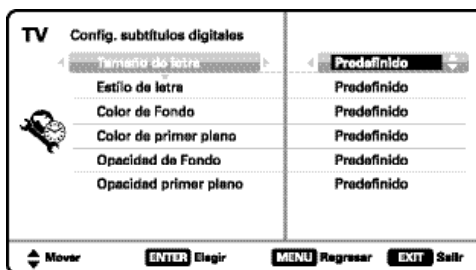 TV Config. subtítulos digitales
Tamaño de letra Predefinido
Estilo de letra Predefinido
Color de Fondo Predefinido
Color de primer plano Predefinido
Opacidad de Fondo Predefinido
Opacidad primer plano Predefinido
Mover ENTER Elegir MENU Regresar EXIT Salir